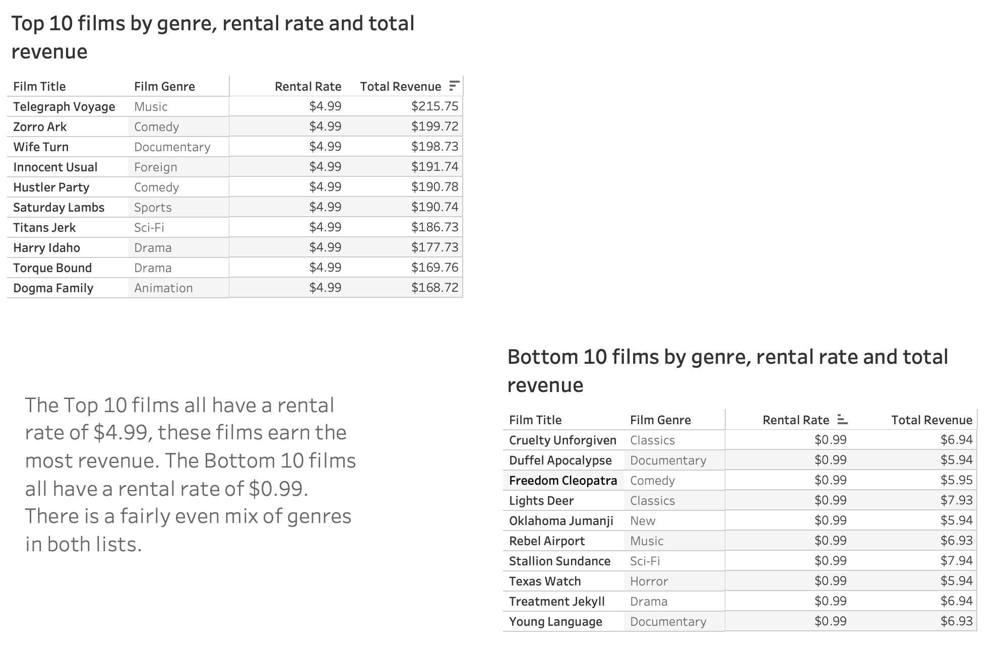 Top 10 films by genre, rental rate and total
revenue
Film Title Film Genre Rental Rate Total Revenue
Telegraph Voyage Music $4.99 $215.75
Zorro Ark Comedy $4.99 $199.72
Wife Turn Documentary $4.99 $198.73
Innocent Usual Foreign $4.99 $191.74
Hustler Party Comedy $4.99 $190.78
Saturday Lambs Sports $4.99 $190.74
Titans Jerk Sci-Fi $4.99 $186.73
Harry Idaho Drama $4.99 $177.73
Torque Bound Drama $4.99 $169.76
Dogma Family Animation $4.99 $168.72
The Top 10 films all have a rental
rate of $4.99, these films earn the
most revenue. The Bottom 10 films
all have a rental rate of $0.99.
There is a fairly even mix of genres
in both lists.
Bottom 10 films by genre, rental rate and total
revenue
Film Title Film Genre Rental Rate Total Revenue
Cruelty Unforgiven Classics $0.99 $6.94
Duffel Apocalypse Documentary $0.99 $5.94
Freedom Cleopatra Comedy $0.99 $5.95
Lights Deer Classics $0.99 $7.93
Oklahoma Jumanji New $0.99 $5.94
Rebel Airport Music $0.99 $6.93
Stallion Sundance Sci-Fi $0.99 $7.94
Texas Watch Horror $0.99 $5.94
Treatment Jekyll Drama $0.99 $6.94
Young Language Documentary $0.99 $6.93